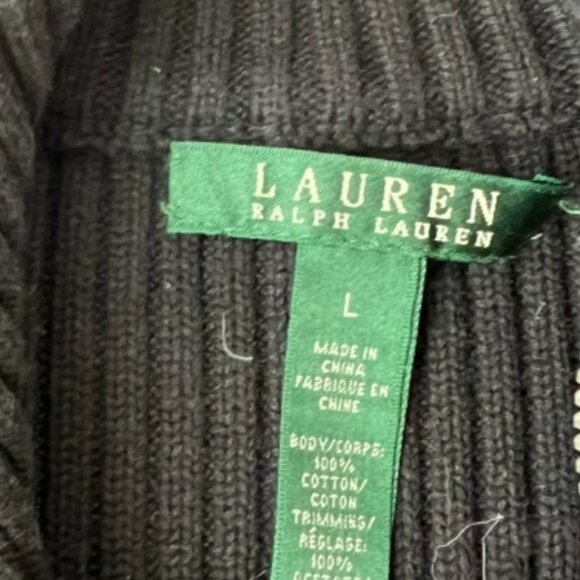 LAUREN
RALPH LAUREN
L
MADE IN
CHINA
FABRIQUE EN
CHINE
BODY/CORPS:
100%
COTTON/
COTON
TRIMMING/
RÉGLAGE:
100%